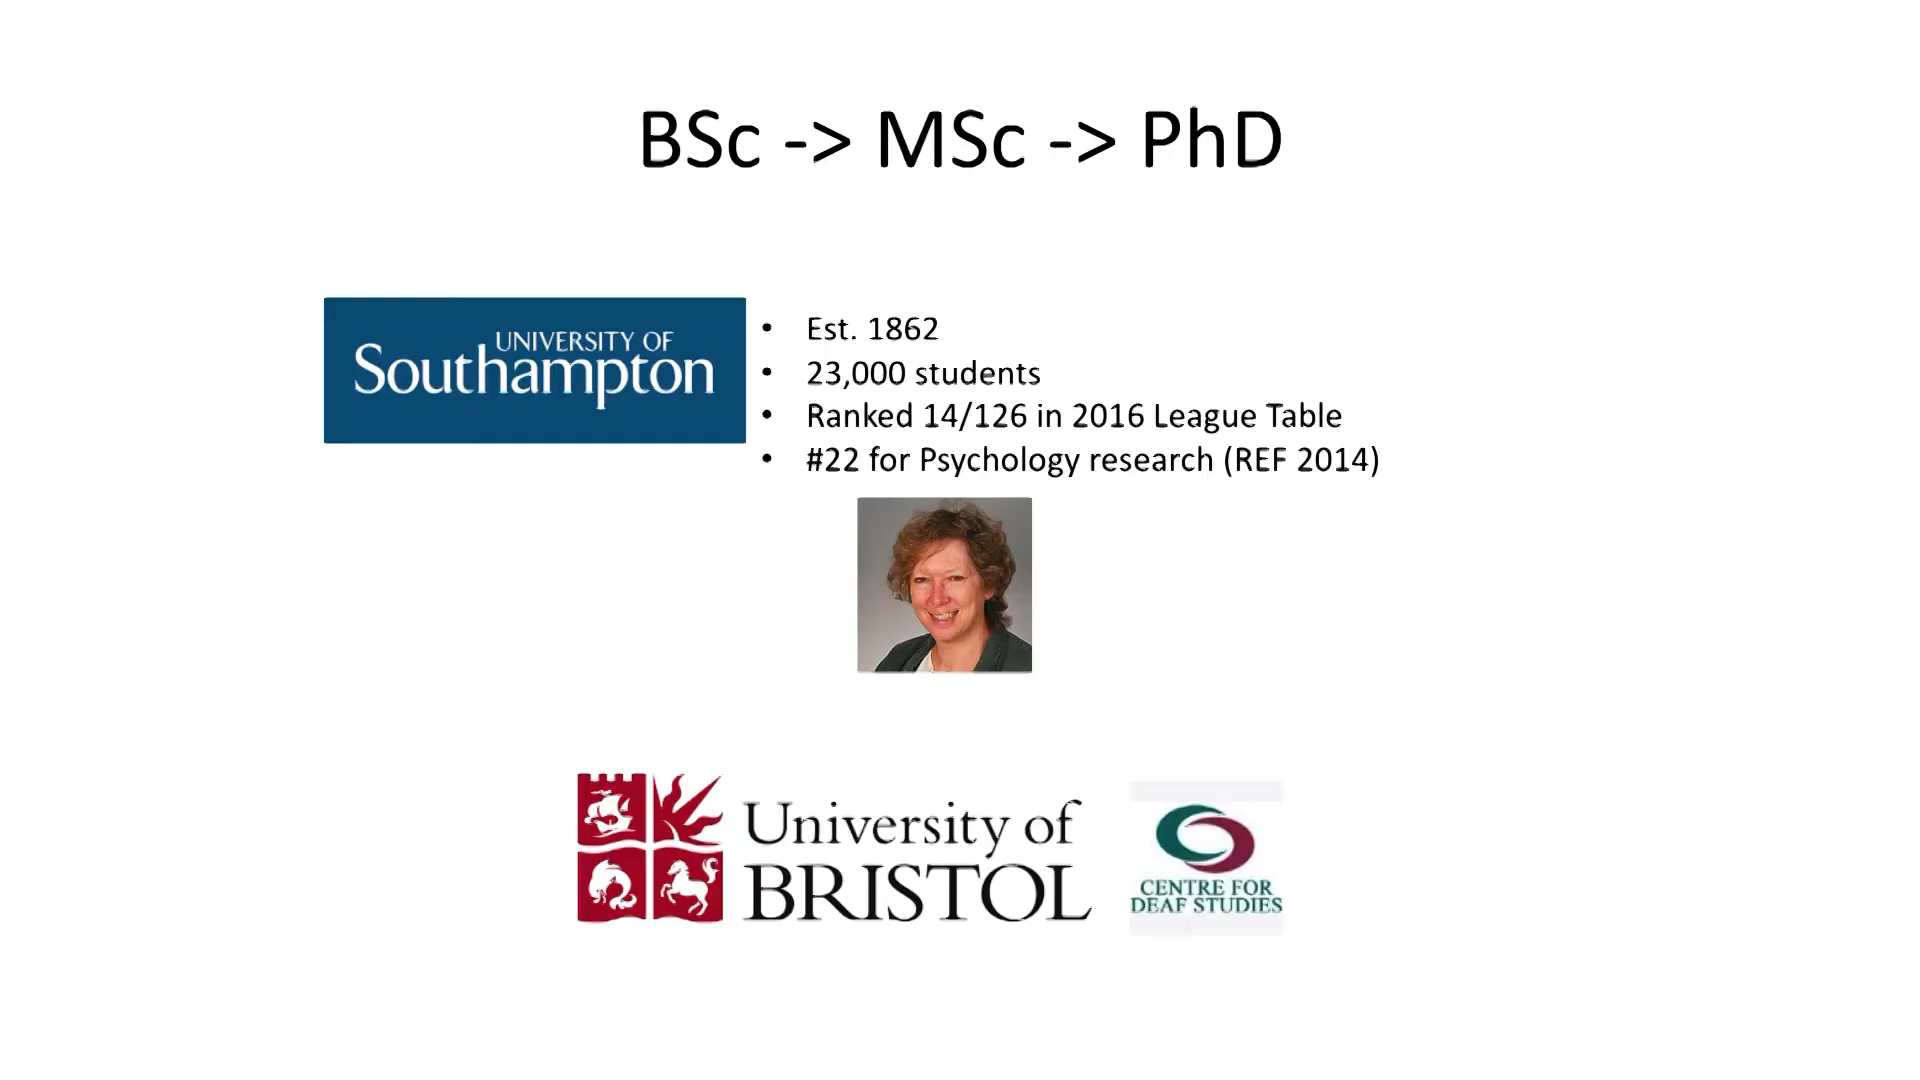 BSc -> MSc -> PhD
UNIVERSITY OF
Southampton
• Est. 1862
• 23,000 students
• Ranked 14/126 in 2016 League Table
• #22 for Psychology research (REF 2014)
University of
BRISTOL
CENTRE FOR
DEAF STUDIES